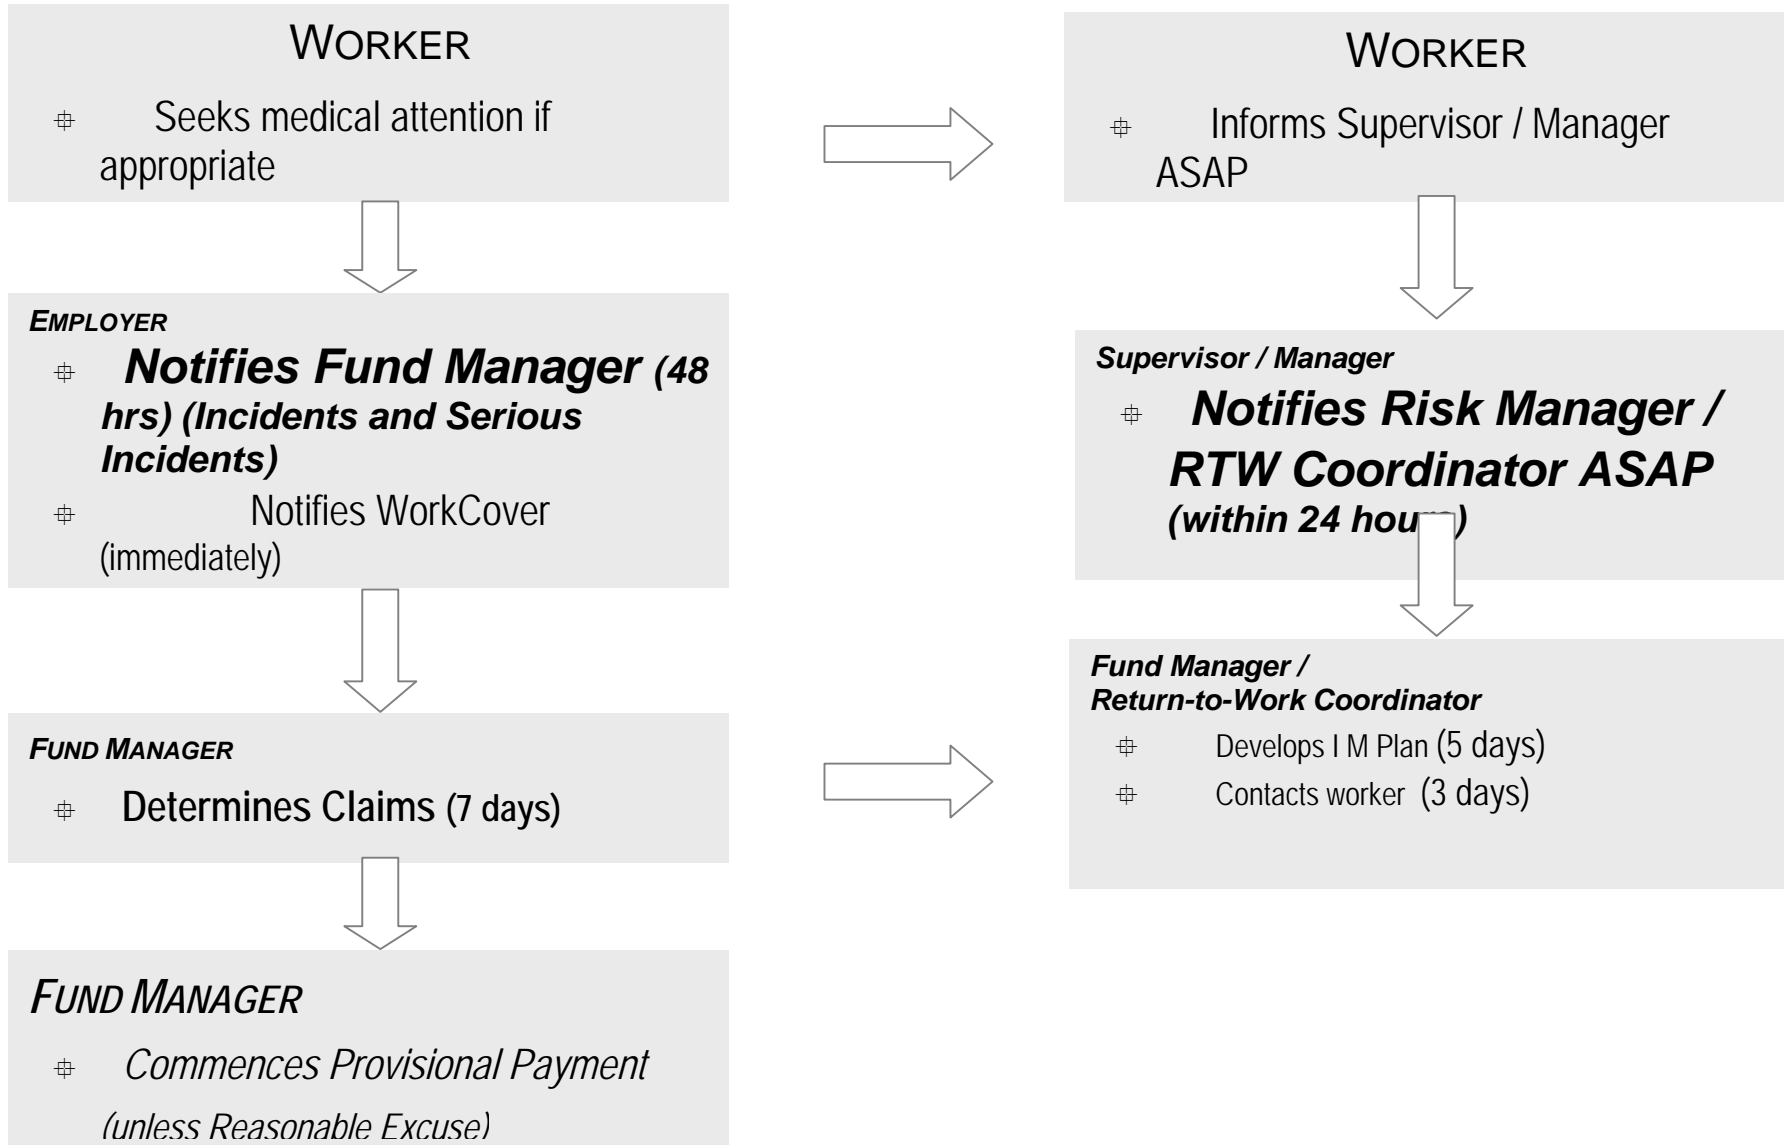 WORKER
Seeks medical attention if
appropriate
EMPLOYER
Notifies Fund Manager (48
hrs) (Incidents and Serious
Incidents)
Notifies WorkCover
(immediately)
FUND MANAGER
Determines Claims (7 days)
FUND MANAGER
Commences Provisional Payment
(unless Reasonable Excuse)
WORKER
Informs Supervisor / Manager
ASAP
Supervisor / Manager
Notifies Risk Manager /
RTW Coordinator ASAP
(within 24 hours)
Fund Manager /
Return-to-Work Coordinator
Develops I M Plan (5 days)
Contacts worker (3 days)